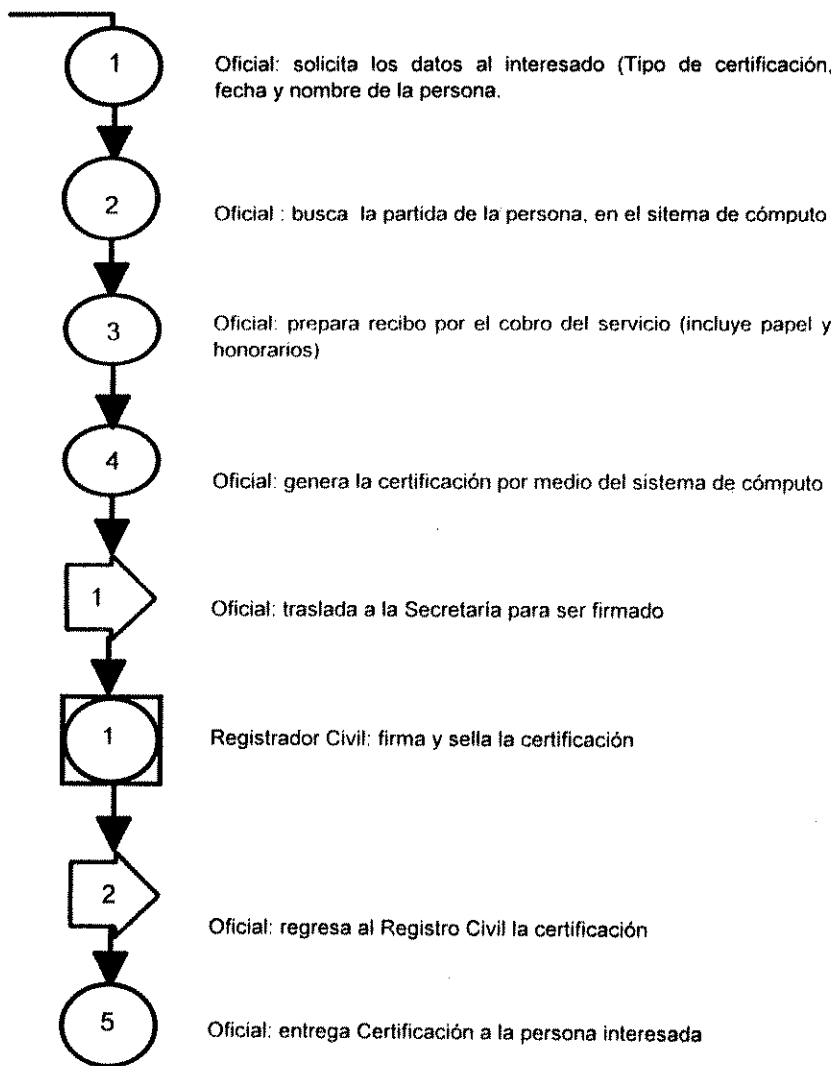 1
Oficial: solicita los datos al interesado (Tipo de certificación,
fecha y nombre de la persona.
2
Oficial : busca la partida de la persona, en el sitema de cómputo
3
Oficial: prepara recibo por el cobro del servicio (incluye papel y
honorarios)
4
Oficial: genera la certificación por medio del sistema de cómputo
1
Oficial: traslada a la Secretaría para ser firmado
1
Registrador Civil: firma y sella la certificación
2
Oficial: regresa al Registro Civil la certificación
5
Oficial: entrega Certificación a la persona interesada